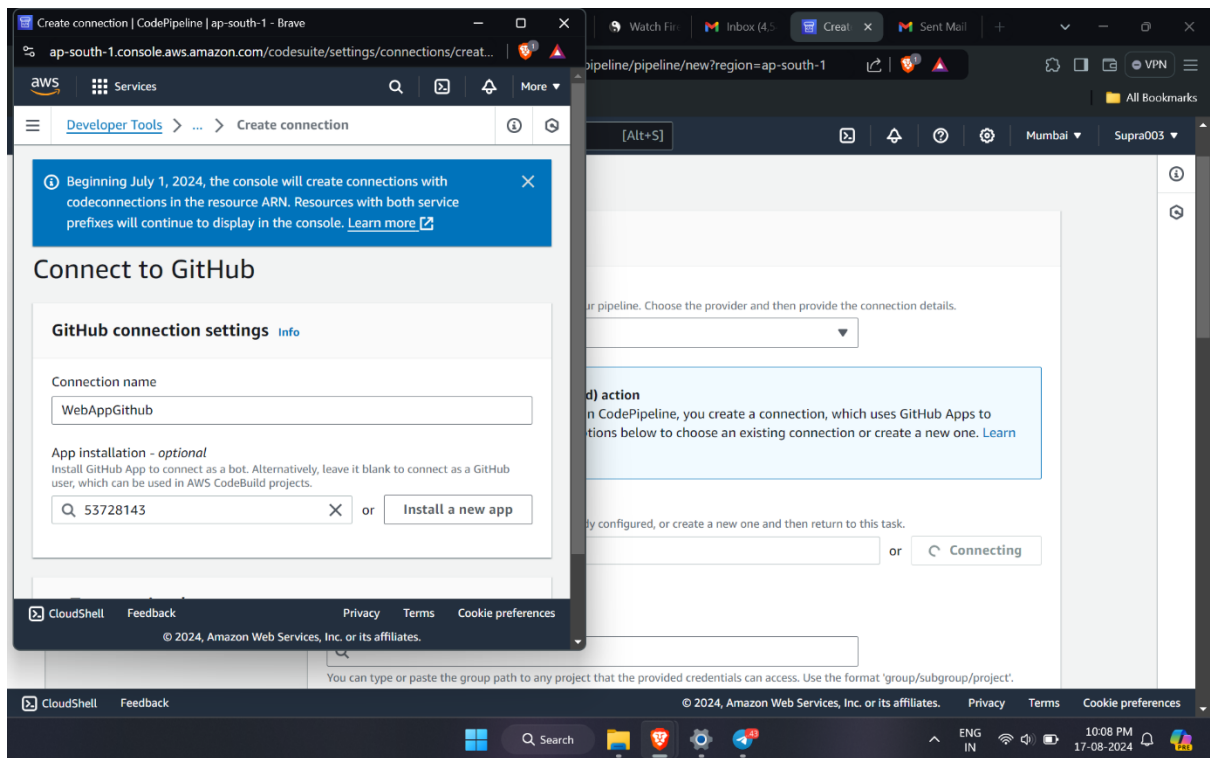 Create connection | CodePipeline | ap-south-1 - Brave
ap-south-1.console.aws.amazon.com/codesuite/settings/connections/creat...
1
aws
Services
More
Developer Tools > ... > Create connection
Beginning July 1, 2024, the console will create connections with
codeconnections in the resource ARN. Resources with both service
prefixes will continue to display in the console. Learn more
Connect to GitHub
GitHub connection settings Info
Connection name
WebAppGithub
App installation - optional
Install GitHub App to connect as a bot. Alternatively, leave it blank to connect as a GitHub
user, which can be used in AWS CodeBuild projects.
53728143
or
Install a new app
CloudShell Feedback Privacy Terms Cookie preferences
© 2024, Amazon Web Services, Inc. or its affiliates.
Watch Fire
Inbox (4,5
Create
Sent Mail
ipeline/pipeline/new?region=ap-south-1
1
VPN
All Bookmarks
[Alt+S]
Mumbai
Supra003
ur pipeline. Choose the provider and then provide the connection details.
d) action
n CodePipeline, you create a connection, which uses GitHub Apps to
tions below to choose an existing connection or create a new one. Learn
dy configured, or create a new one and then return to this task.
or
Connecting
You can type or paste the group path to any project that the provided credentials can access. Use the format 'group/subgroup/project'.
CloudShell Feedback © 2024, Amazon Web Services, Inc. or its affiliates. Privacy Terms Cookie preferences
Search
43
ENG
IN
10:08 PM
17-08-2024
PRE